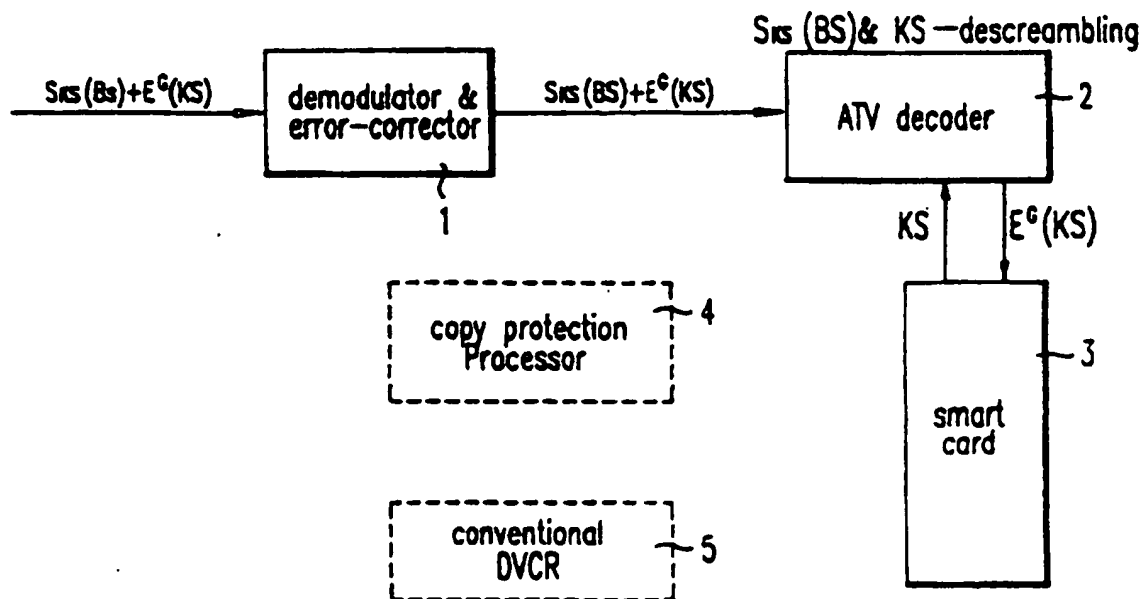 SKS (BS)& KS-descreambling
SKS(BS)+E^G(KS)
demodulator &
error-corrector
1
SKS(BS)+E^G(KS)
ATV decoder
2
KS
E^G(KS)
copy protection
Processor
4
smart
card
3
conventional
DVCR
5